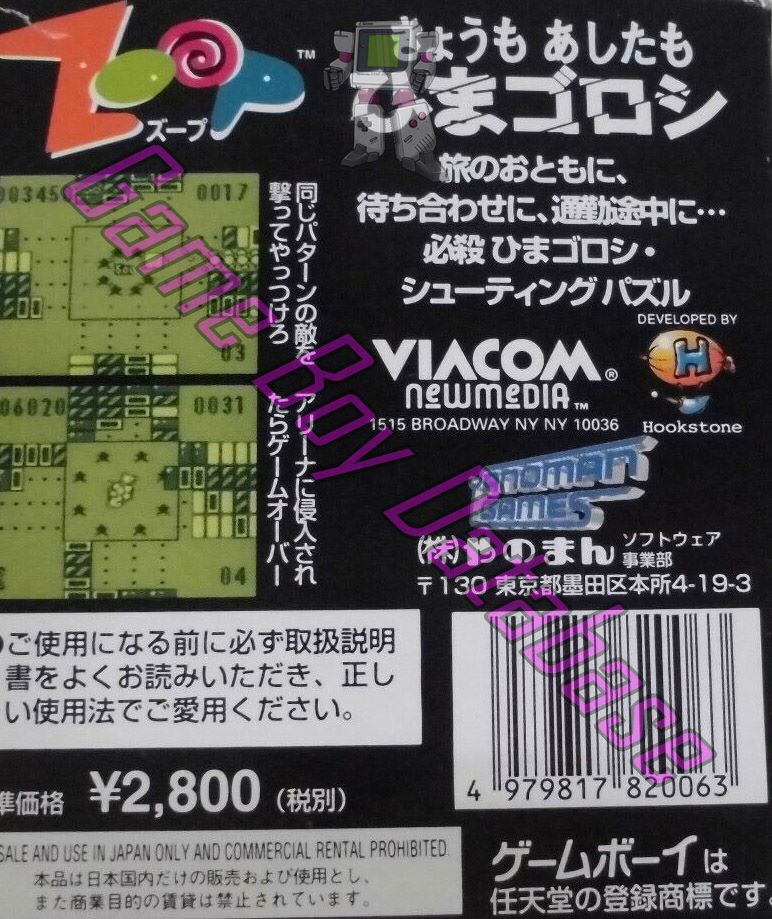 ZOOP™
ズープ
きょうも あしたも
ひまゴロシ
旅のおともに、
待ち合わせに、通勤途中に…
必殺 ひまゴロシ・
シューティングパズル
同じパターンの敵を
撃ってやっつけろ
003450 0017
03
アリーナに侵入され
たらゲームオーバー
06020 0031
04
DEVELOPED BY
H
Hookstone
VIACOM®
NEWMEDIA™
1515 BROADWAY NY NY 10036
YANOMAN
GAMES
(株)やのまん ソフトウェア
事業部
〒130 東京都墨田区本所4-19-3
ご使用になる前に必ず取扱説明
書をよくお読みいただき、正し
い使用法でご愛用ください。
準価格 ¥2,800 (税別)
4 979817 820063
SALE AND USE IN JAPAN ONLY AND COMMERCIAL RENTAL PROHIBITED.
本品は日本国内だけの販売および使用とし、
また商業目的の賃貸は禁止されています。
ゲームボーイは
任天堂の登録商標です。
Game Boy Database